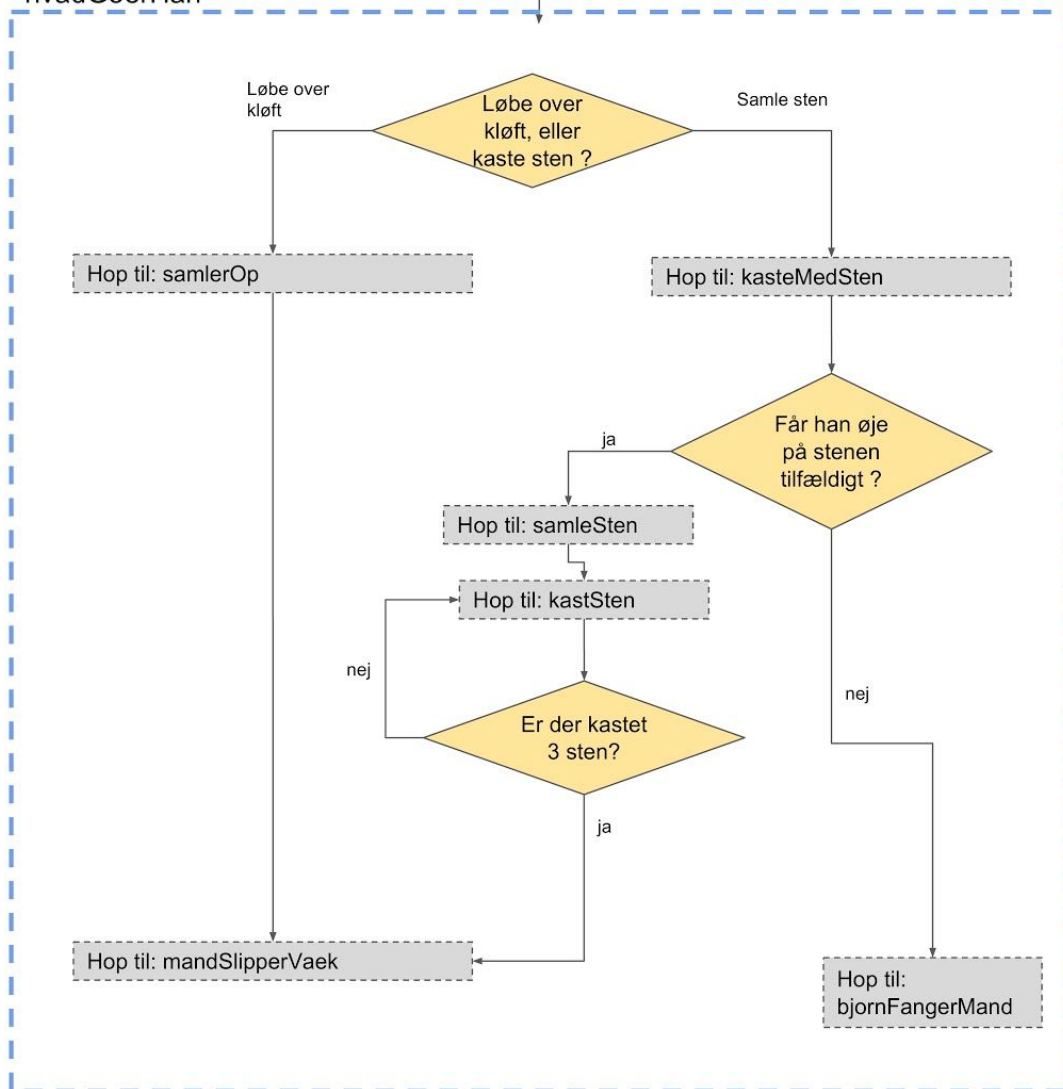 Løbe over
kløft
Løbe over
kløft, eller
kaste sten ?
Samle sten
Hop til: samlerOp
Hop til: kasteMedSten
Får han øje
på stenen
tilfældigt ?
ja
Hop til: samleSten
Hop til: kastSten
nej
nej
Er der kastet
3 sten?
ja
Hop til: mandSlipperVaek
Hop til:
bjornFangerMand